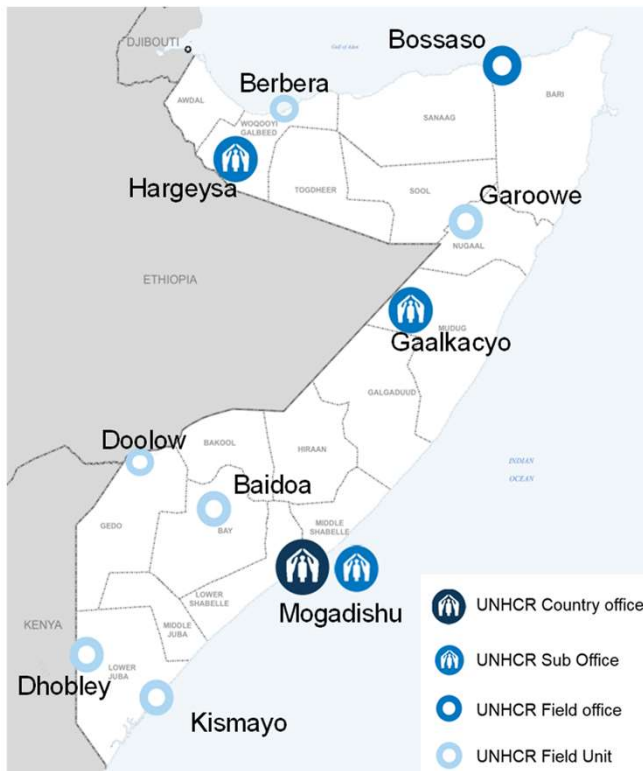 DJIBOUTI
Gulf of Aden
Bossaso
Berbera
AWDAL
WOQOOYI
GALBEED
SANAAG
BARI
Hargeysa
TOGDHEER
SOOL
Garoowe
NUGAAL
ETHIOPIA
MUDUG
Gaalkacyo
GALGADUUD
Doolow
BAKOOL
HIRAAN
INDIAN
OCEAN
Baidoa
GEDO
BAY
MIDDLE
SHABELLE
LOWER
SHABELLE
Mogadishu
KENYA
MIDDLE
JUBA
LOWER
JUBA
Dhobley
Kismayo
UNHCR Country office
UNHCR Sub Office
UNHCR Field office
UNHCR Field Unit